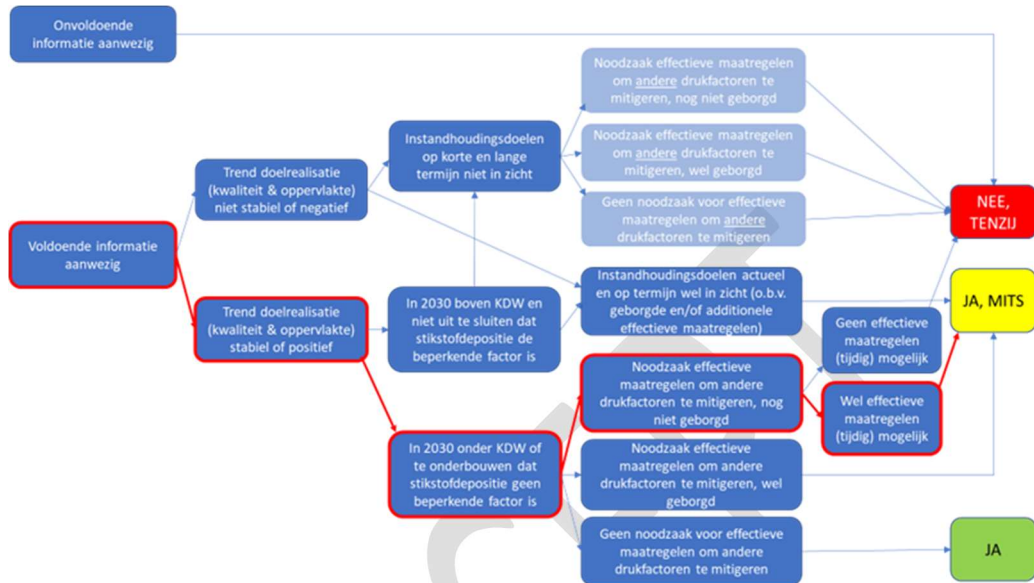 Onvoldoende
informatie aanwezig
Noodzaak effectieve maatregelen
om andere drukfactoren te
mitigeren, nog niet geborgd
Instandhoudingsdoelen
op korte en lange
termijn niet in zicht
Noodzaak effectieve maatregelen
om andere drukfactoren te
mitigeren, wel geborgd
Trend doelrealisatie
(kwaliteit & oppervlakte)
niet stabiel of negatief
Geen noodzaak voor effectieve
maatregelen om andere
drukfactoren te mitigeren
NEE,
TENZIJ
Voldoende informatie
aanwezig
Instandhoudingsdoelen actueel
en op termijn wel in zicht (o.b.v.
geborgde en/of additionele
effectieve maatregelen)
JA, MITS
Trend doelrealisatie
(kwaliteit & oppervlakte)
stabiel of positief
In 2030 boven KDW en
niet uit te sluiten dat
stikstofdepositie de
beperkende factor is
Geen effectieve
maatregelen
(tijdig) mogelijk
Noodzaak effectieve
maatregelen om andere
drukfactoren te mitigeren, nog
niet geborgd
Wel effectieve
maatregelen
(tijdig) mogelijk
In 2030 onder KDW of
te onderbouwen dat
stikstofdepositie geen
beperkende factor is
Noodzaak effectieve
maatregelen om andere
drukfactoren te mitigeren, wel
geborgd
Geen noodzaak voor effectieve
maatregelen om andere
drukfactoren te mitigeren
JA